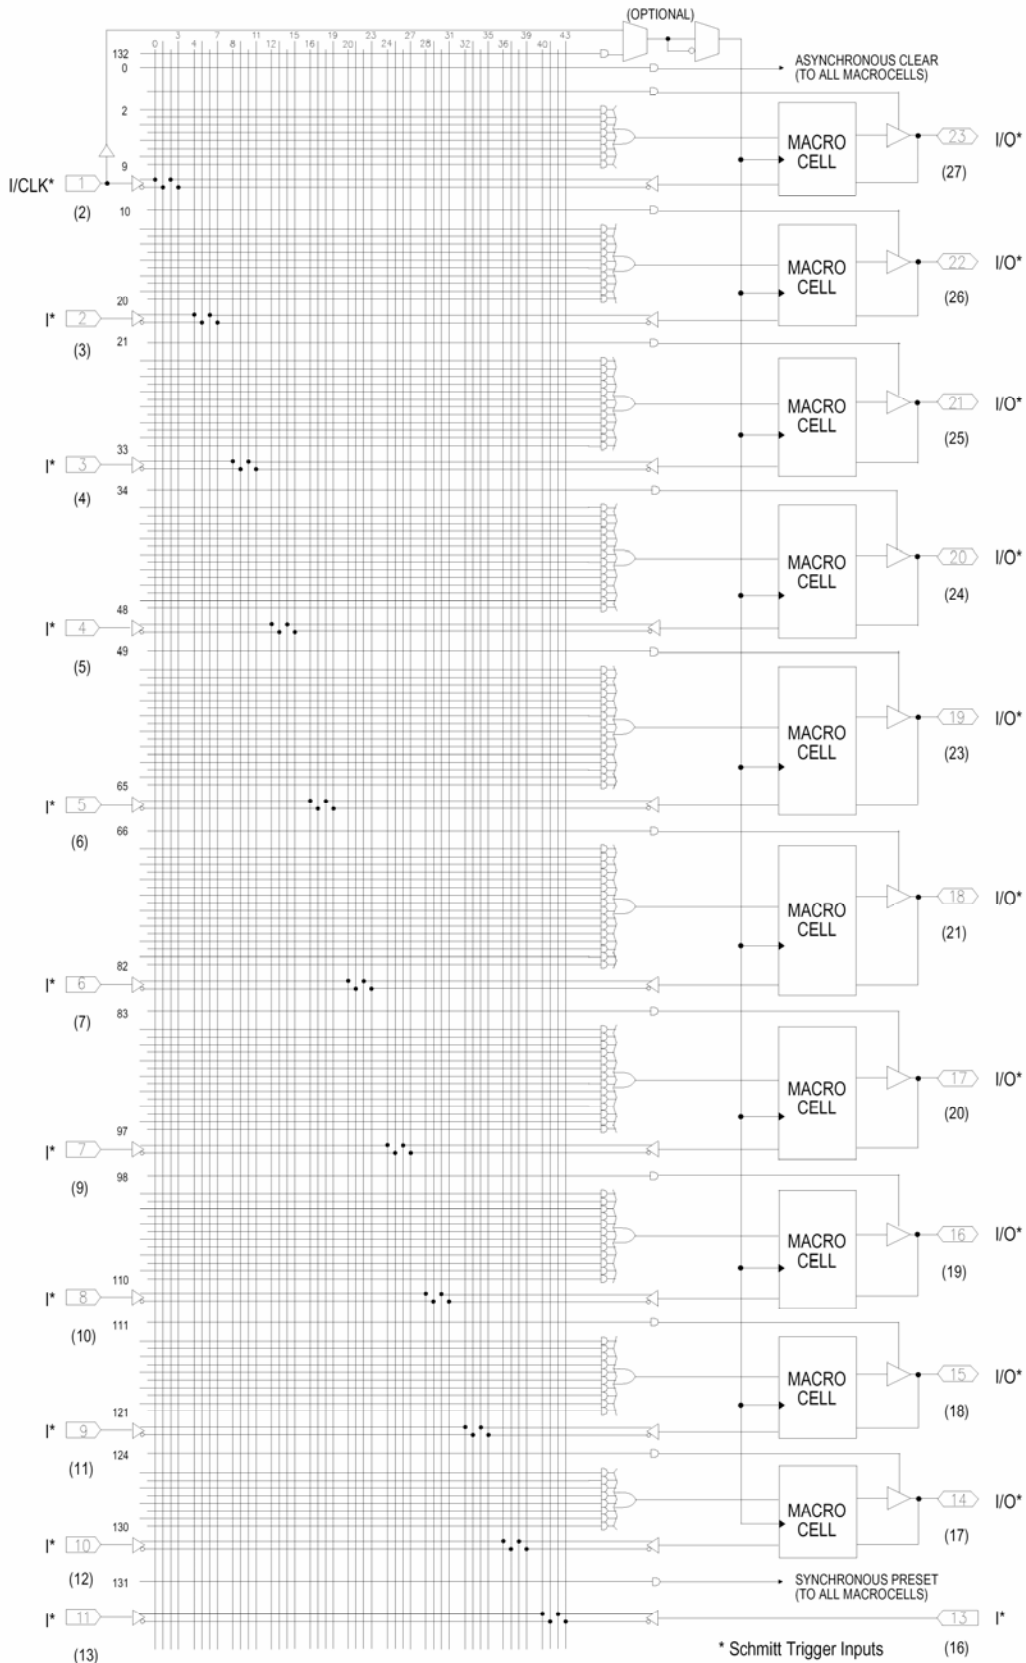 (OPTIONAL)
3 7 11 15 19 23 27 31 35 39 43
0 4 8 12 16 20 24 28 32 36 40
132
0
ASYNCHRONOUS CLEAR
(TO ALL MACROCELLS)
2
MACRO
CELL
23 I/O*
(27)
9
I/CLK* 1
(2)
10
MACRO
CELL
22 I/O*
(26)
20
I* 2
(3)
21
MACRO
CELL
21 I/O*
(25)
33
I* 3
(4)
34
MACRO
CELL
20 I/O*
(24)
48
I* 4
(5)
49
MACRO
CELL
19 I/O*
(23)
65
I* 5
(6)
66
MACRO
CELL
18 I/O*
(21)
82
I* 6
(7)
83
MACRO
CELL
17 I/O*
(20)
97
I* 7
(9)
98
MACRO
CELL
16 I/O*
(19)
110
I* 8
(10)
111
MACRO
CELL
15 I/O*
(18)
121
I* 9
(11)
124
MACRO
CELL
14 I/O*
(17)
130
I* 10
(12)
131
SYNCHRONOUS PRESET
(TO ALL MACROCELLS)
I* 11
13 I*
(13)
* Schmitt Trigger Inputs
(16)